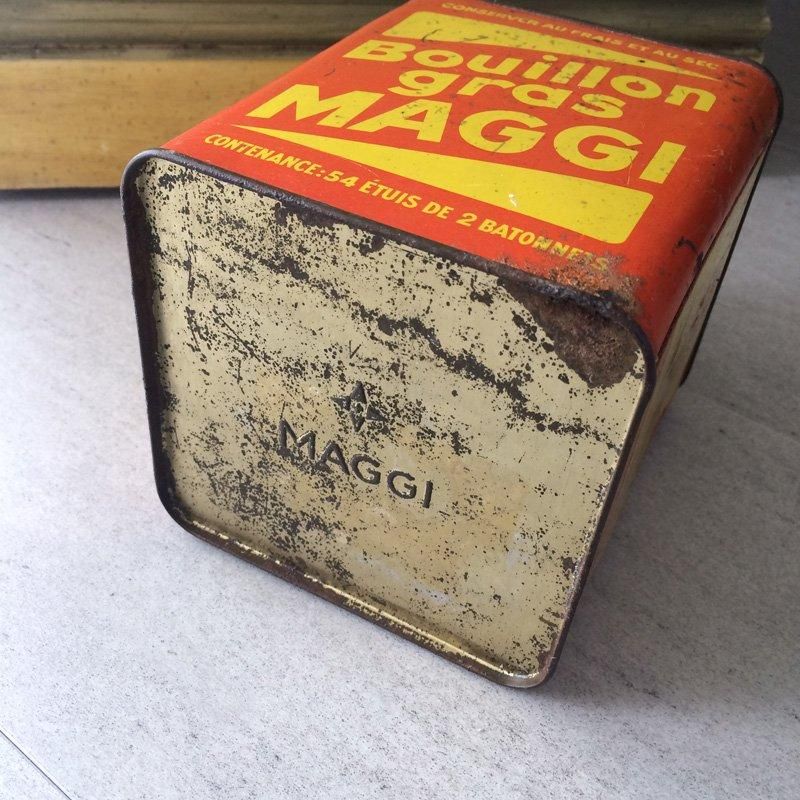 CONSERVER AU FRAIS ET AU SEC
Bouillon
gras
MAGGI
CONTENANCE: 54 ÉTUIS DE 2 BATONNETS
MAGGI